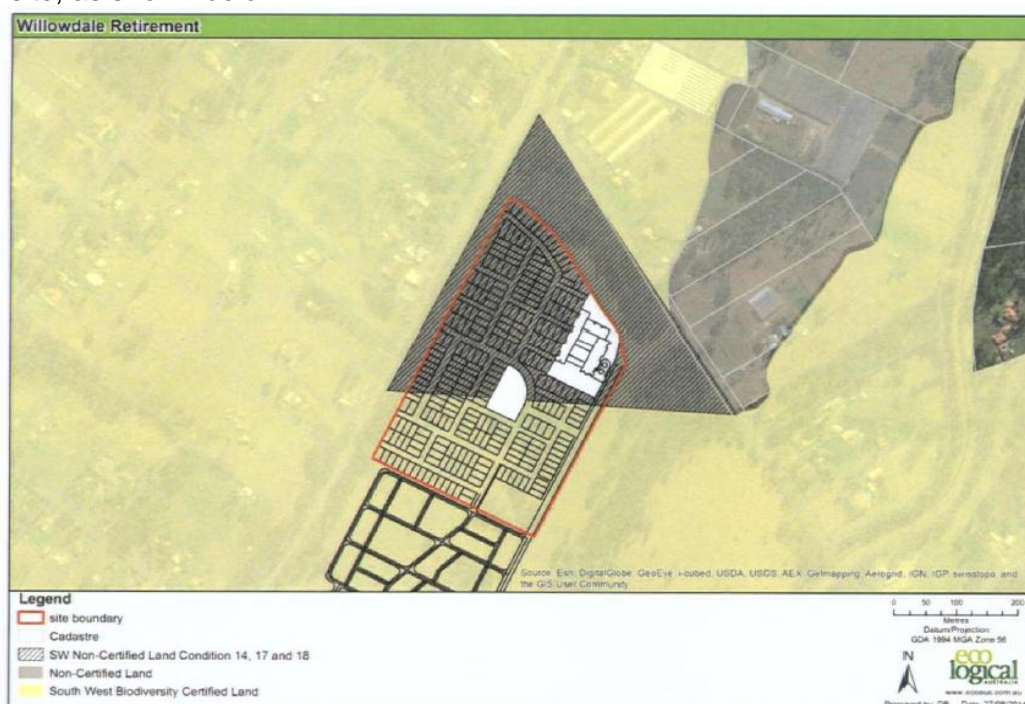 Willowdale Retirement
Source: Esri, DigitalGlobe, GeoEye, i-cubed, USDA, USGS, AEX, Getmapping, Aerogrid, IGN, IGP, swisstopo, and
the GIS User Community
Legend
site boundary
Cadastre
SW Non-Certified Land Condition 14, 17 and 18
Non-Certified Land
South West Biodiversity Certified Land
0 50 100 200
Metres
Datum/Projection
GDA 1994 MGA Zone 56
N
eco
logical
AUSTRALIA
www.ecoaus.com.au